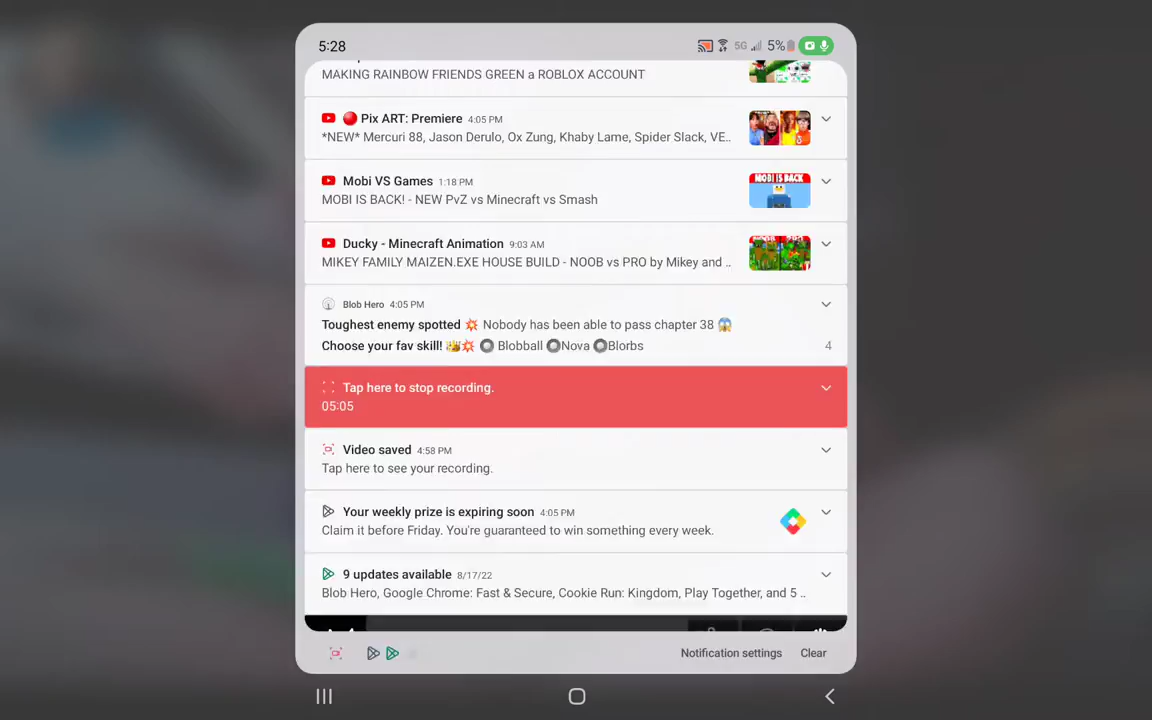 5:28
5G 5%
MAKING RAINBOW FRIENDS GREEN a ROBLOX ACCOUNT
Pix ART: Premiere 4:05 PM
*NEW* Mercuri 88, Jason Derulo, Ox Zung, Khaby Lame, Spider Slack, VE..
Mobi VS Games 1:18 PM
MOBI IS BACK! - NEW PvZ vs Minecraft vs Smash
MOBI IS BACK
Ducky - Minecraft Animation 9:03 AM
MIKEY FAMILY MAIZEN.EXE HOUSE BUILD - NOOB vs PRO by Mikey and ..
Blob Hero 4:05 PM
Toughest enemy spotted 💥 Nobody has been able to pass chapter 38 😱
Choose your fav skill! 👑💥 🔘 Blobball 🔘Nova 🔘Blorbs
4
Tap here to stop recording.
05:05
Video saved 4:58 PM
Tap here to see your recording.
Your weekly prize is expiring soon 4:05 PM
Claim it before Friday. You're guaranteed to win something every week.
9 updates available 8/17/22
Blob Hero, Google Chrome: Fast & Secure, Cookie Run: Kingdom, Play Together, and 5 ..
Notification settings Clear